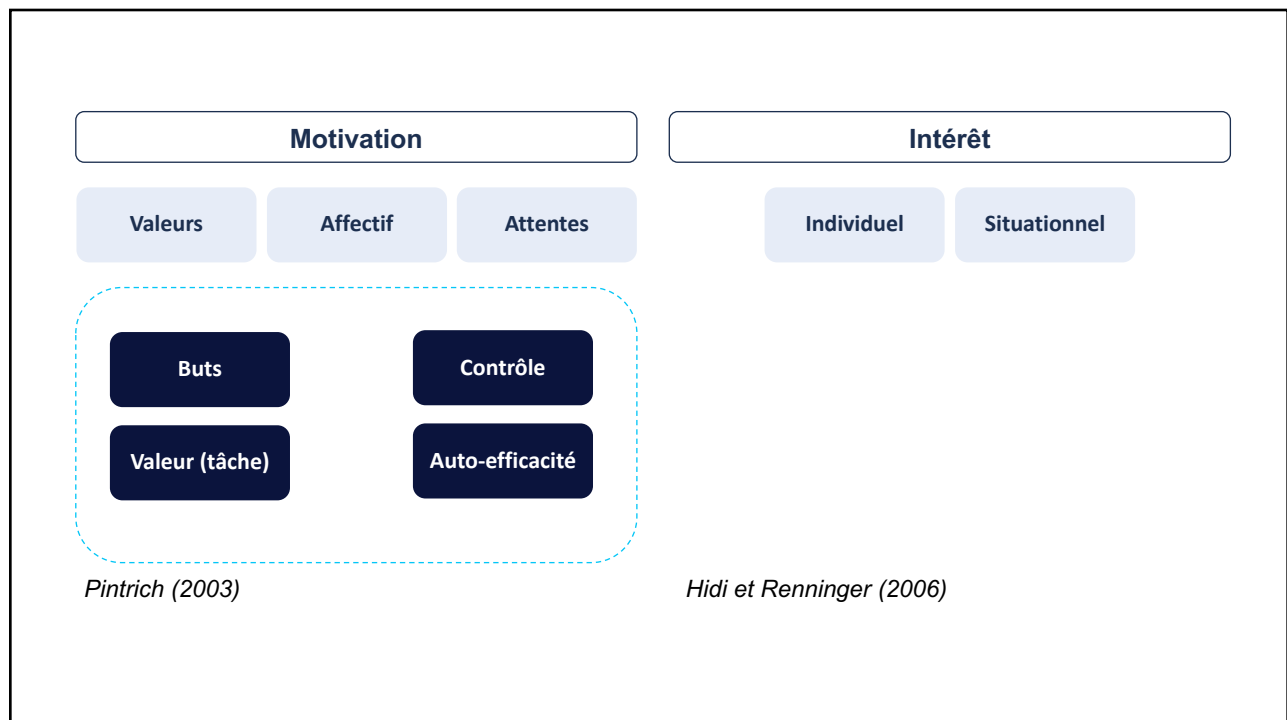 Motivation
Intérêt
Valeurs
Affectif
Attentes
Individuel
Situationnel
Buts
Contrôle
Valeur (tâche)
Auto-efficacité
Pintrich (2003)
Hidi et Renninger (2006)